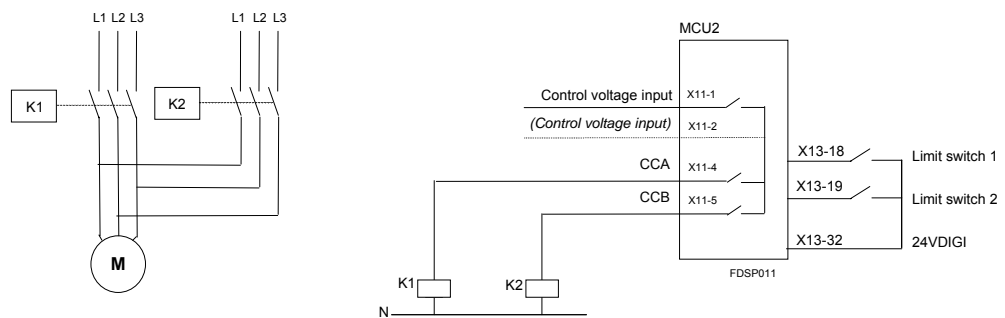 L1 L2 L3
L1 L2 L3
K1
K2
M
MCU2
Control voltage input
X11-1
(Control voltage input)
X11-2
CCA
X11-4
CCB
X11-5
X13-18
Limit switch 1
X13-19
Limit switch 2
X13-32
24VDIGI
FDSP011
K1
K2
N